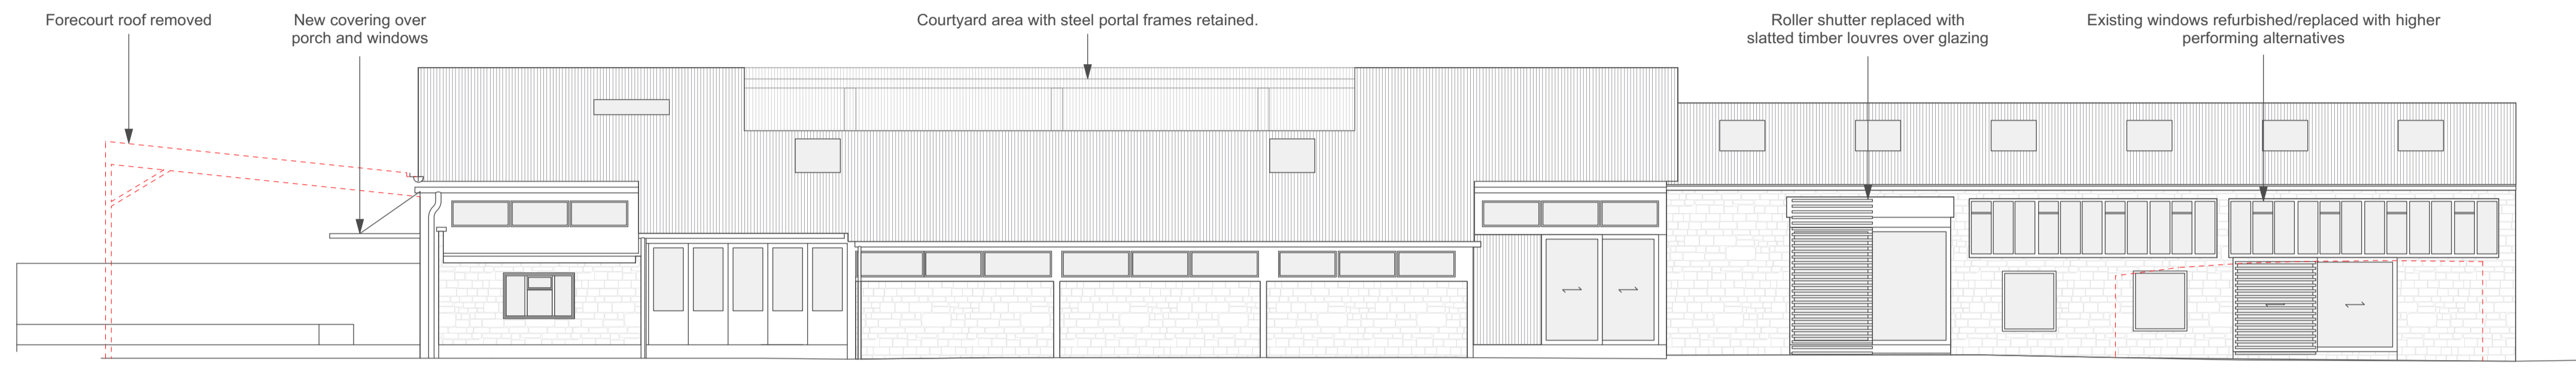 Forecourt roof removed
New covering over
porch and windows
Courtyard area with steel portal frames retained.
Roller shutter replaced with
slatted timber louvres over glazing
Existing windows refurbished/replaced with higher
performing alternatives